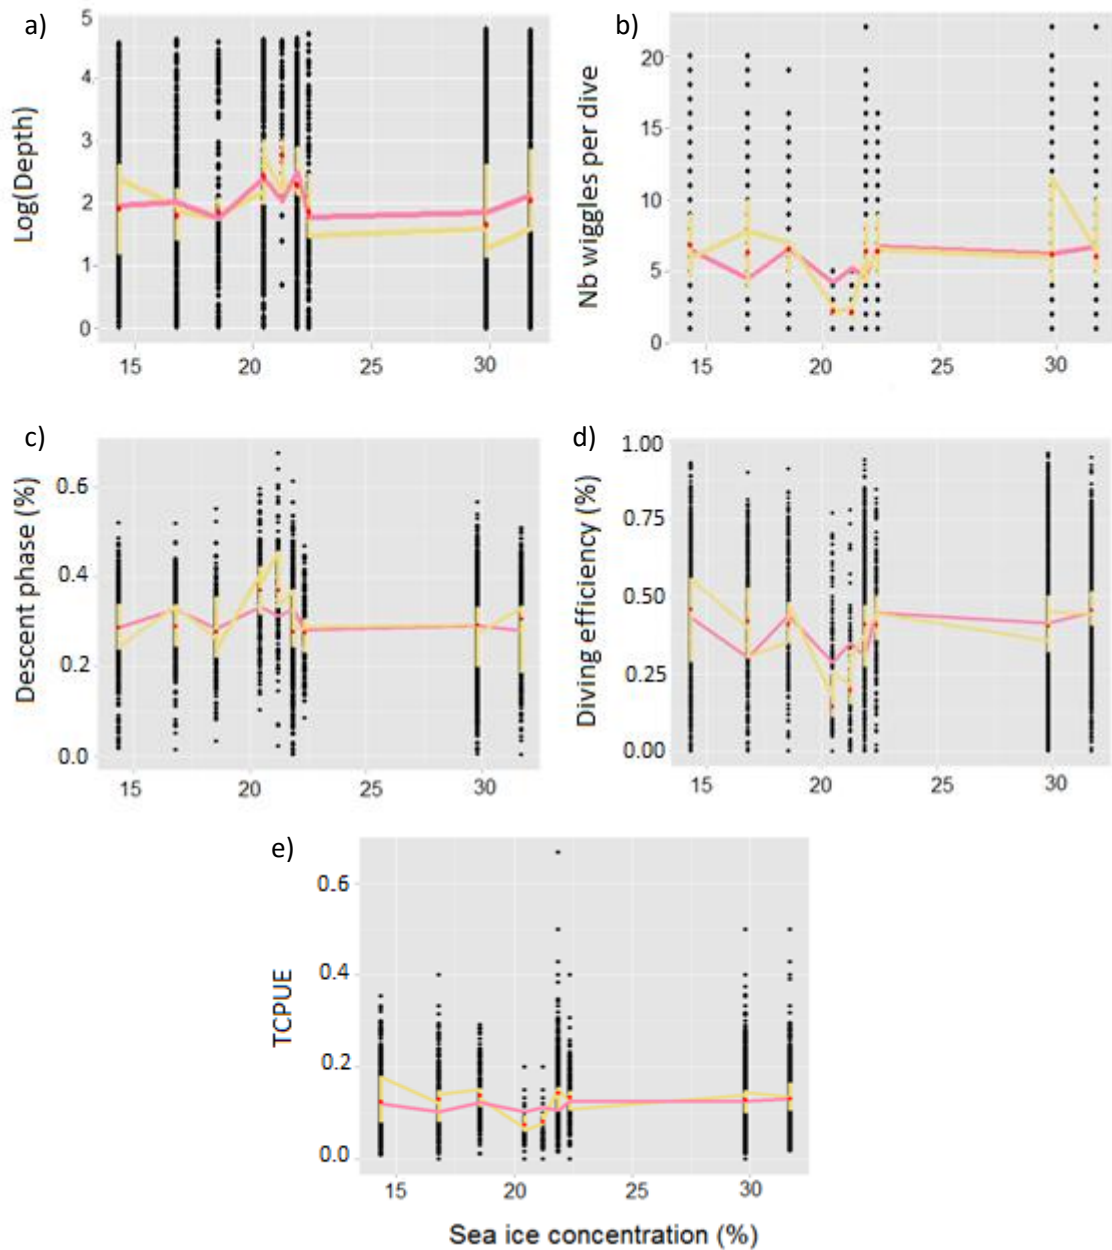 a)
Log(Depth)
5
4
3
2
1
0
15 20 25 30
b)
Nb wiggles per dive
20
15
10
5
0
15 20 25 30
c)
Descent phase (%)
0.6
0.4
0.2
0.0
15 20 25 30
d)
Diving efficiency (%)
1.00
0.75
0.50
0.25
0.00
15 20 25 30
e)
TCPUE
0.6
0.4
0.2
0.0
15 20 25 30
Sea ice concentration (%)